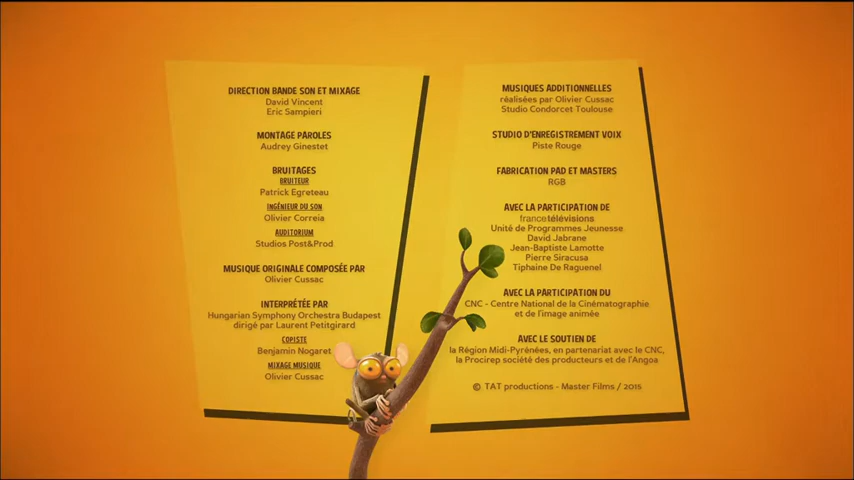 DIRECTION BANDE SON ET MIXAGE
David Vincent
Eric Sampieri
MONTAGE PAROLES
Audrey Ginestet
BRUITAGES
BRUITEUR
Patrick Egreteau
INGÉNIEUR DU SON
Olivier Correia
AUDITORIUM
Studios Post&Prod
MUSIQUE ORIGINALE COMPOSÉE PAR
Olivier Cussac
INTERPRÉTÉE PAR
Hungarian Symphony Orchestra Budapest
dirigé par Laurent Petitgirard
COPISTE
Benjamin Nogaret
MIXAGE MUSIQUE
Olivier Cussac
MUSIQUES ADDITIONNELLES
réalisées par Olivier Cussac
Studio Condorcet Toulouse
STUDIO D'ENREGISTREMENT VOIX
Piste Rouge
FABRICATION PAD ET MASTERS
RGB
AVEC LA PARTICIPATION DE
francetélévisions
Unité de Programmes Jeunesse
David Jabrane
Jean-Baptiste Lamotte
Pierre Siracusa
Tiphaine De Raguenel
AVEC LA PARTICIPATION DU
CNC - Centre National de la Cinématographie
et de l'image animée
AVEC LE SOUTIEN DE
la Région Midi-Pyrénées, en partenariat avec le CNC,
la Procirep société des producteurs et de l'Angoa
© TAT productions - Master Films / 2015